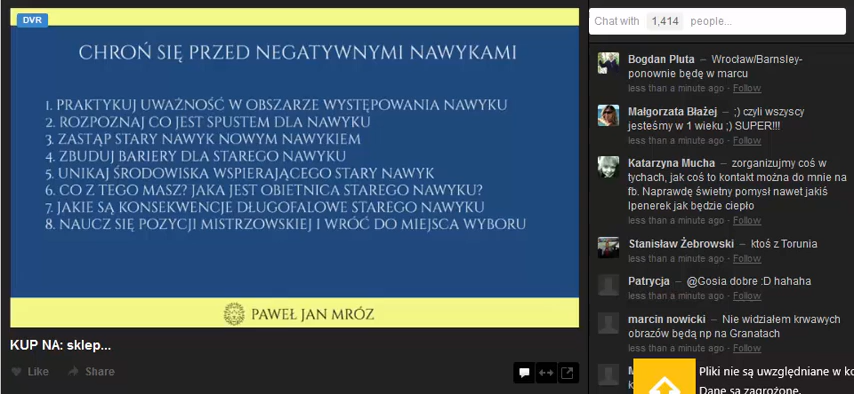 DVR
CHROŃ SIĘ PRZED NEGATYWNYMI NAWYKAMI
1. PRAKTYKUJ UWAŻNOŚĆ W OBSZARZE WYSTĘPOWANIA NAWYKU
2. ROZPOZNAJ CO JEST SPUSTEM DLA NAWYKU
3. ZASTĄP STARY NAWYK NOWYM NAWYKIEM
4. ZBUDUJ BARIERY DLA STAREGO NAWYKU
5. UNIKAJ ŚRODOWISKA WSPIERAJĄCEGO STARY NAWYK
6. CO Z TEGO MASZ? JAKA JEST OBIETNICA STAREGO NAWYKU?
7. JAKIE SĄ KONSEKWENCJE DŁUGOFALOWE STAREGO NAWYKU
8. NAUCZ SIĘ POZYCJI MISTRZOWSKIEJ I WRÓĆ DO MIEJSCA WYBORU
PAWEŁ JAN MRÓZ
KUP NA: sklep...
Like Share
Chat with 1,414 people...
Bogdan Pluta – Wrocław/Barnsley-
ponownie będę w marcu
less than a minute ago · Follow
Małgorzata Błażej – ;) czyli wszyscy
jesteśmy w 1 wieku ;) SUPER!!!
less than a minute ago · Follow
Katarzyna Mucha – zorganizujmy coś w
tychach, jak coś to kontakt można do mnie na
fb. Naprawdę świetny pomysł nawet jakiś
lpenerek jak będzie ciepło
less than a minute ago · Follow
Stanisław Żebrowski – ktoś z Torunia
less than a minute ago · Follow
Patrycja – @Gosia dobre :D hahaha
less than a minute ago · Follow
marcin nowicki – Nie widziałem krwawych
obrazów będą np na Granatach
less than a minute ago · Follow
Pliki nie są uwzględniane w
Dane są zagrożone.